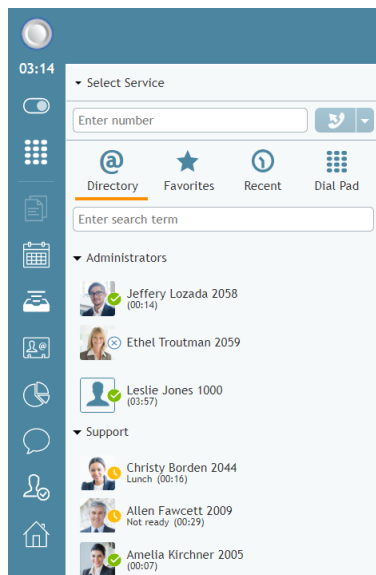 03:14
Select Service
Enter number
Directory Favorites Recent Dial Pad
Enter search term
Administrators
Jeffery Lozada 2058
(00:14)
Ethel Troutman 2059
Leslie Jones 1000
(03:57)
Support
Christy Borden 2044
Lunch (00:16)
Allen Fawcett 2009
Not ready (00:29)
Amelia Kirchner 2005
(00:07)